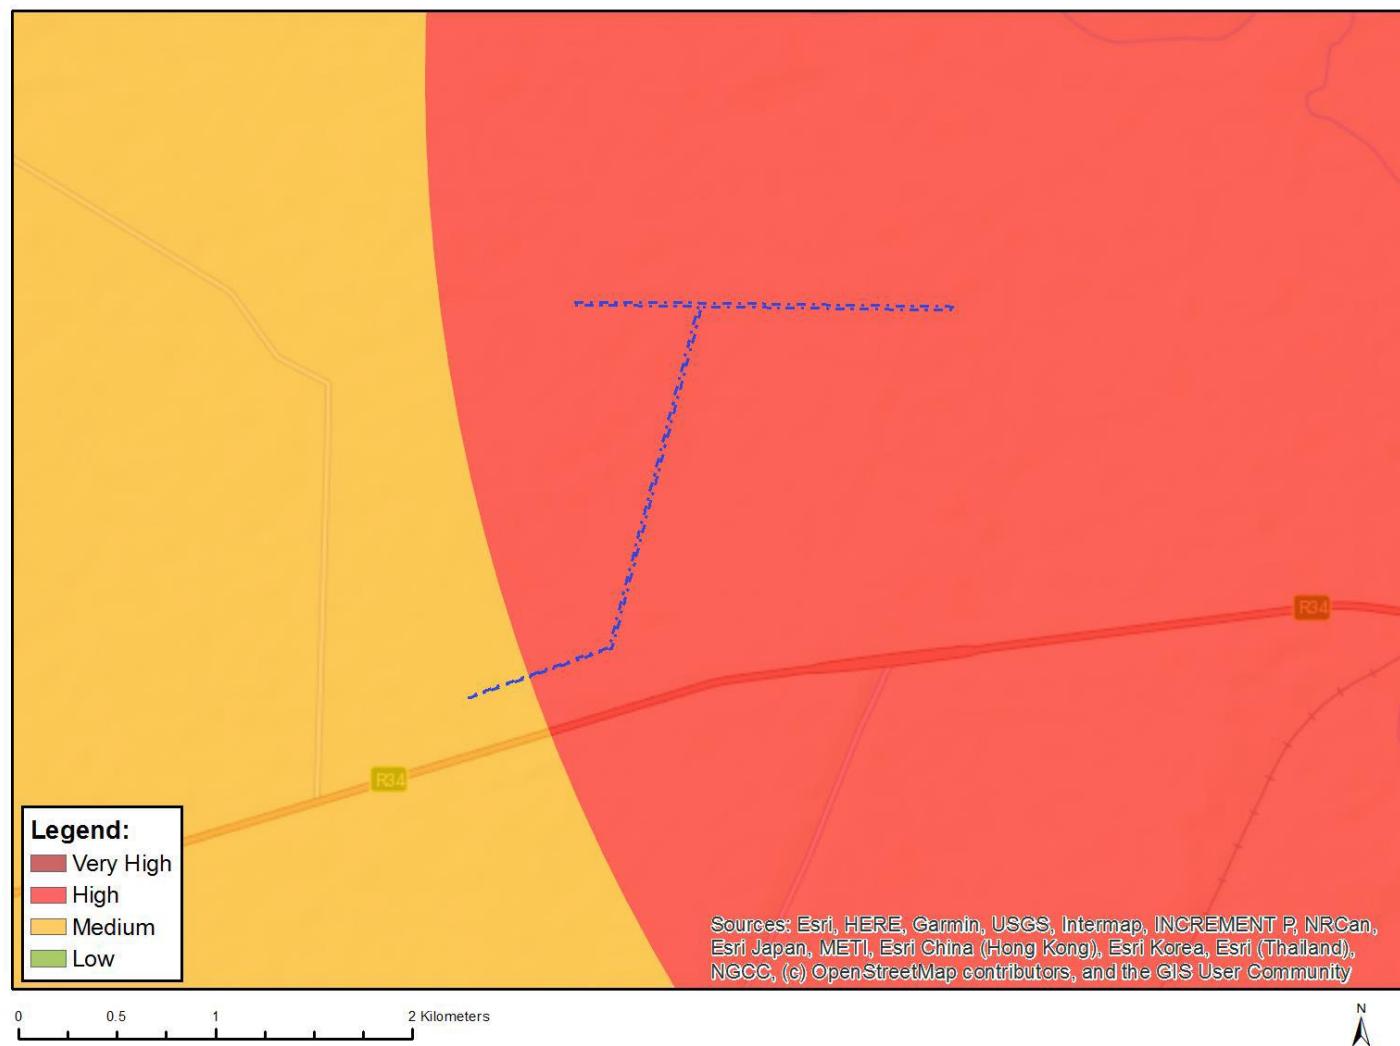 R34
R34
Legend:
Very High
High
Medium
Low
Sources: Esri, HERE, Garmin, USGS, Intermap, INCREMENT P, NRCan,
Esri Japan, METI, Esri China (Hong Kong), Esri Korea, Esri (Thailand),
NGCC, (c) OpenStreetMap contributors, and the GIS User Community
0 0.5 1 2 Kilometers
N